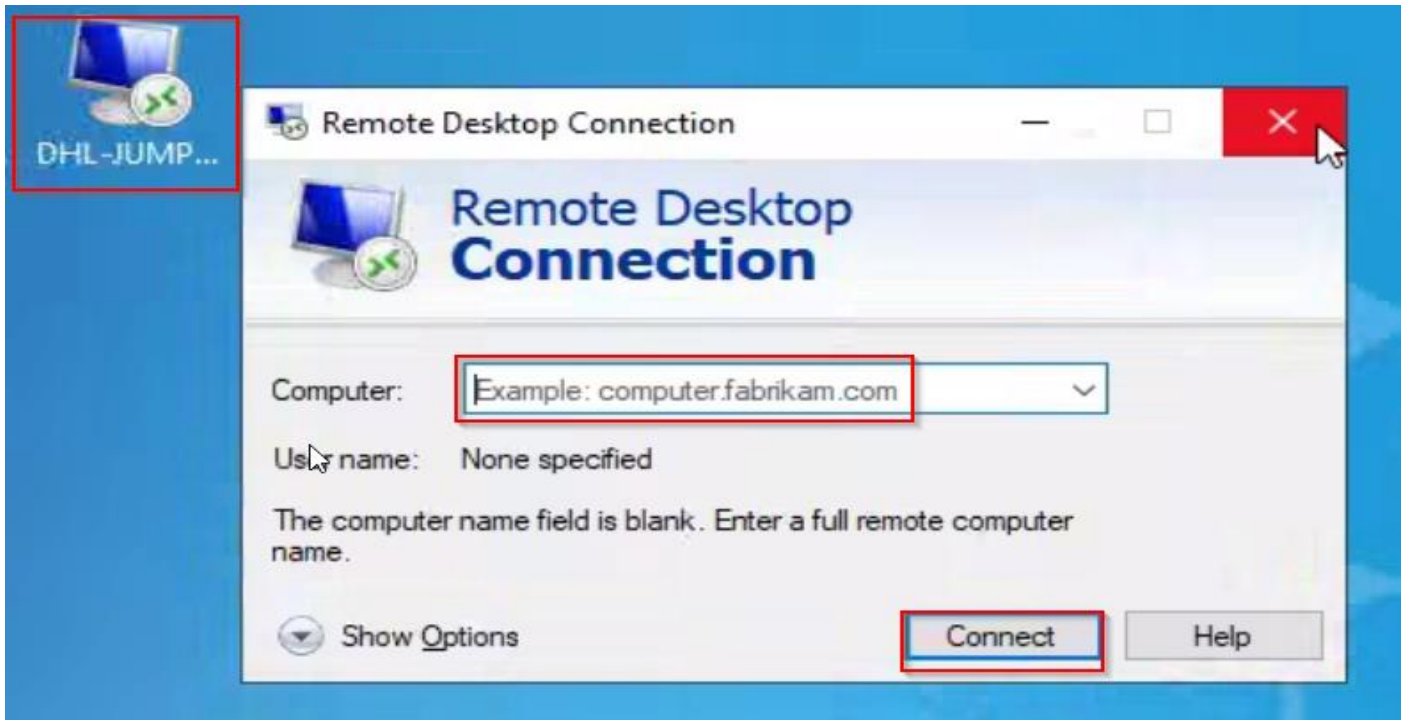 DHL-JUMP...
Remote Desktop Connection
Remote Desktop
Connection
Computer: Example: computer.fabrikam.com
User name: None specified
The computer name field is blank. Enter a full remote computer
name.
Show Options Connect Help